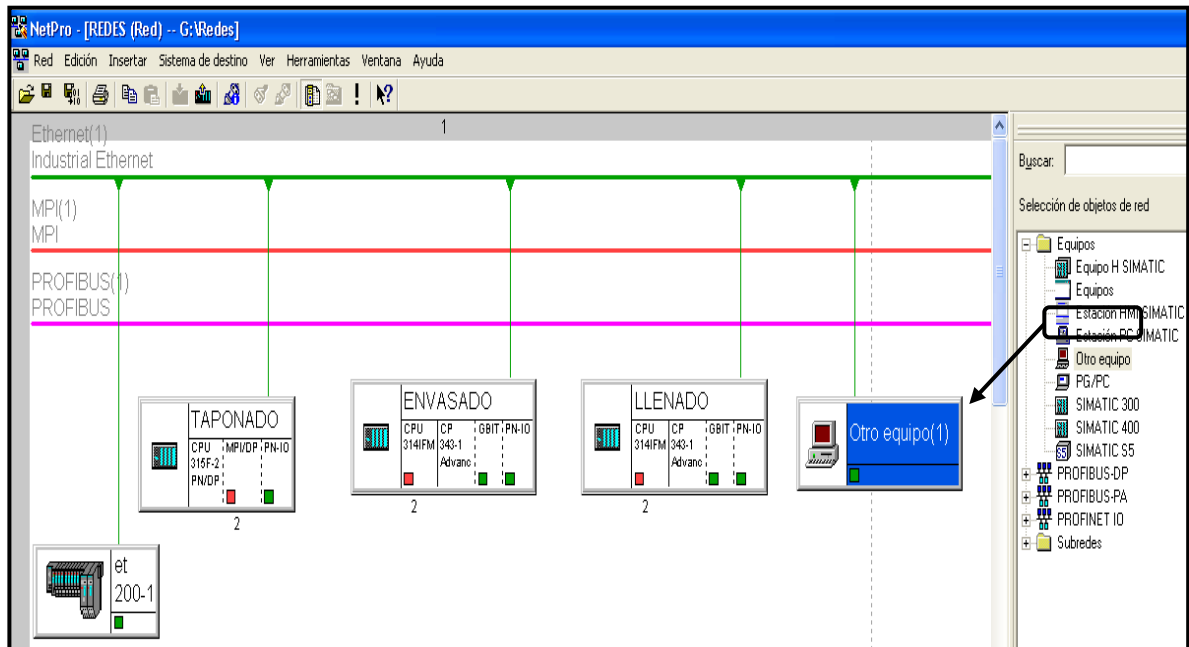 NetPro - [REDES (Red) -- G:\Redes]
Red Edición Insertar Sistema de destino Ver Herramientas Ventana Ayuda
1
Ethernet(1)
Industrial Ethernet
MPI(1)
MPI
PROFIBUS(1)
PROFIBUS
TAPONADO
CPU
315F-2
PN/DP
MPI/DP
PN-IO
2
ENVASADO
CPU
314IFM
CP
343-1
Advanc
GBIT
PN-IO
2
LLENADO
CPU
314IFM
CP
343-1
Advanc
GBIT
PN-IO
2
Otro equipo(1)
et
200-1
Buscar:
Selección de objetos de red
Equipos
Equipo H SIMATIC
Equipos
Estación HMI SIMATIC
Estación PC SIMATIC
Otro equipo
PG/PC
SIMATIC 300
SIMATIC 400
S5 SIMATIC S5
PROFIBUS-DP
PROFIBUS-PA
PROFINET IO
Subredes